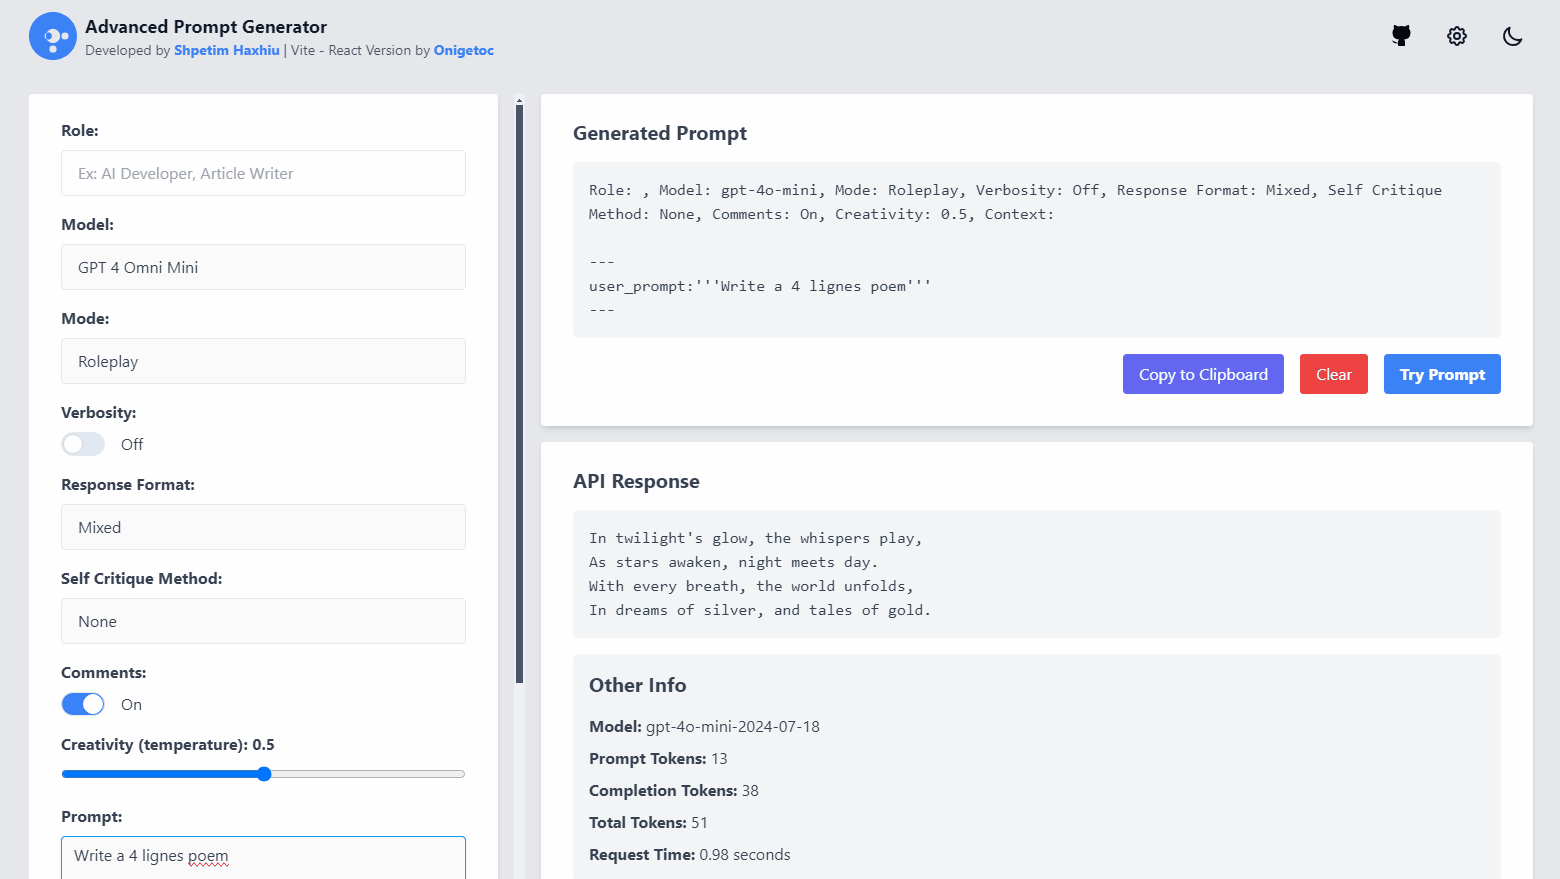 Advanced Prompt Generator
Developed by Shpetim Haxhiu | Vite - React Version by Onigetoc
Role:
Ex: AI Developer, Article Writer
Model:
GPT 4 Omni Mini
Mode:
Roleplay
Verbosity:
Off
Response Format:
Mixed
Self Critique Method:
None
Comments:
On
Creativity (temperature): 0.5
Prompt:
Write a 4 lignes poem
Generated Prompt
Role: , Model: gpt-4o-mini, Mode: Roleplay, Verbosity: Off, Response Format: Mixed, Self Critique
Method: None, Comments: On, Creativity: 0.5, Context:
---
user_prompt:'''Write a 4 lignes poem'''
---
Copy to Clipboard
Clear
Try Prompt
API Response
In twilight's glow, the whispers play,
As stars awaken, night meets day.
With every breath, the world unfolds,
In dreams of silver, and tales of gold.
Other Info
Model: gpt-4o-mini-2024-07-18
Prompt Tokens: 13
Completion Tokens: 38
Total Tokens: 51
Request Time: 0.98 seconds